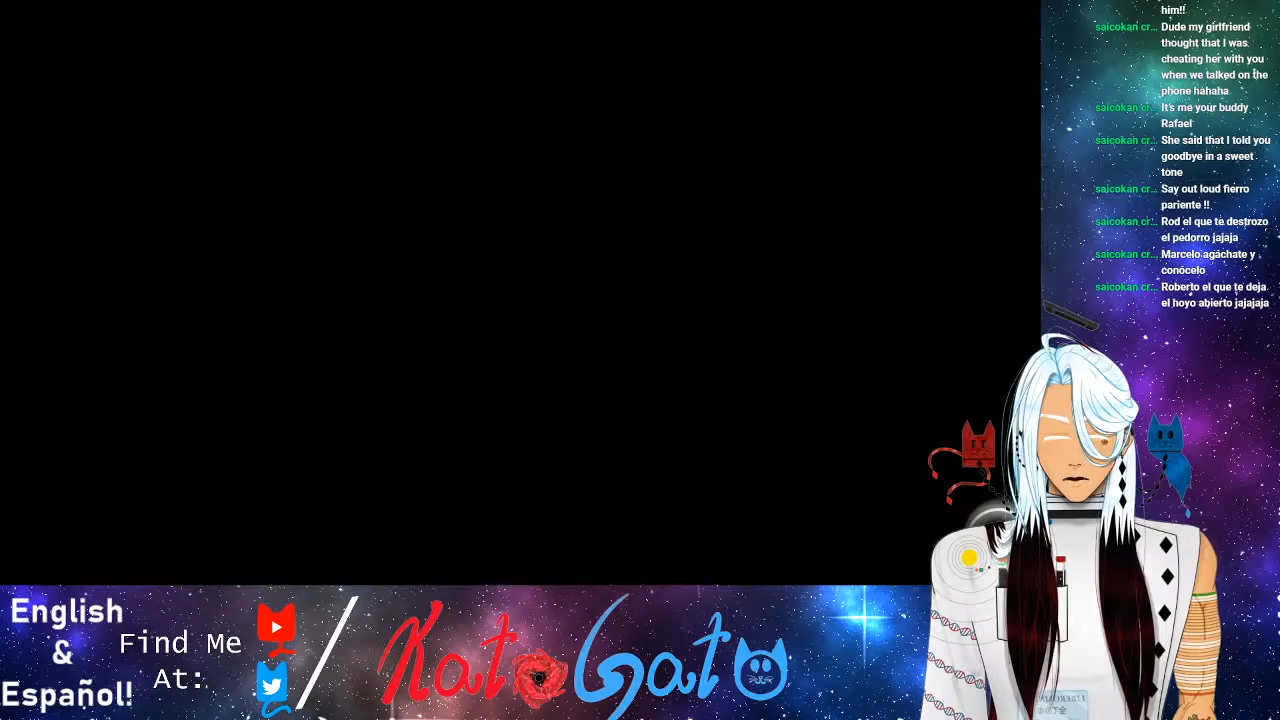 him!!
saicokan cr... Dude my girlfriend
thought that I was
cheating her with you
when we talked on the
phone hahaha
saicokan cr... It's me your buddy
Rafael
saicokan cr... She said that I told you
goodbye in a sweet
tone
saicokan cr... Say out loud fierro
pariente !!
saicokan cr... Rod el que te destrozo
el pedorro jajaja
saicokan cr... Marcelo agáchate y
conócelo
saicokan cr... Roberto el que te deja
el hoyo abierto jajajaja
English
&
Español!
Find Me
At:
KatoGato